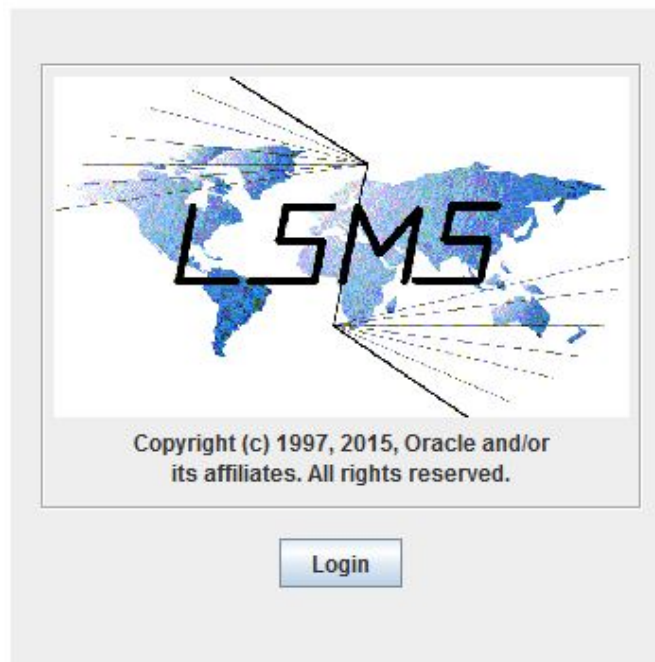 LSMS
Copyright (c) 1997, 2015, Oracle and/or
its affiliates. All rights reserved.
Login